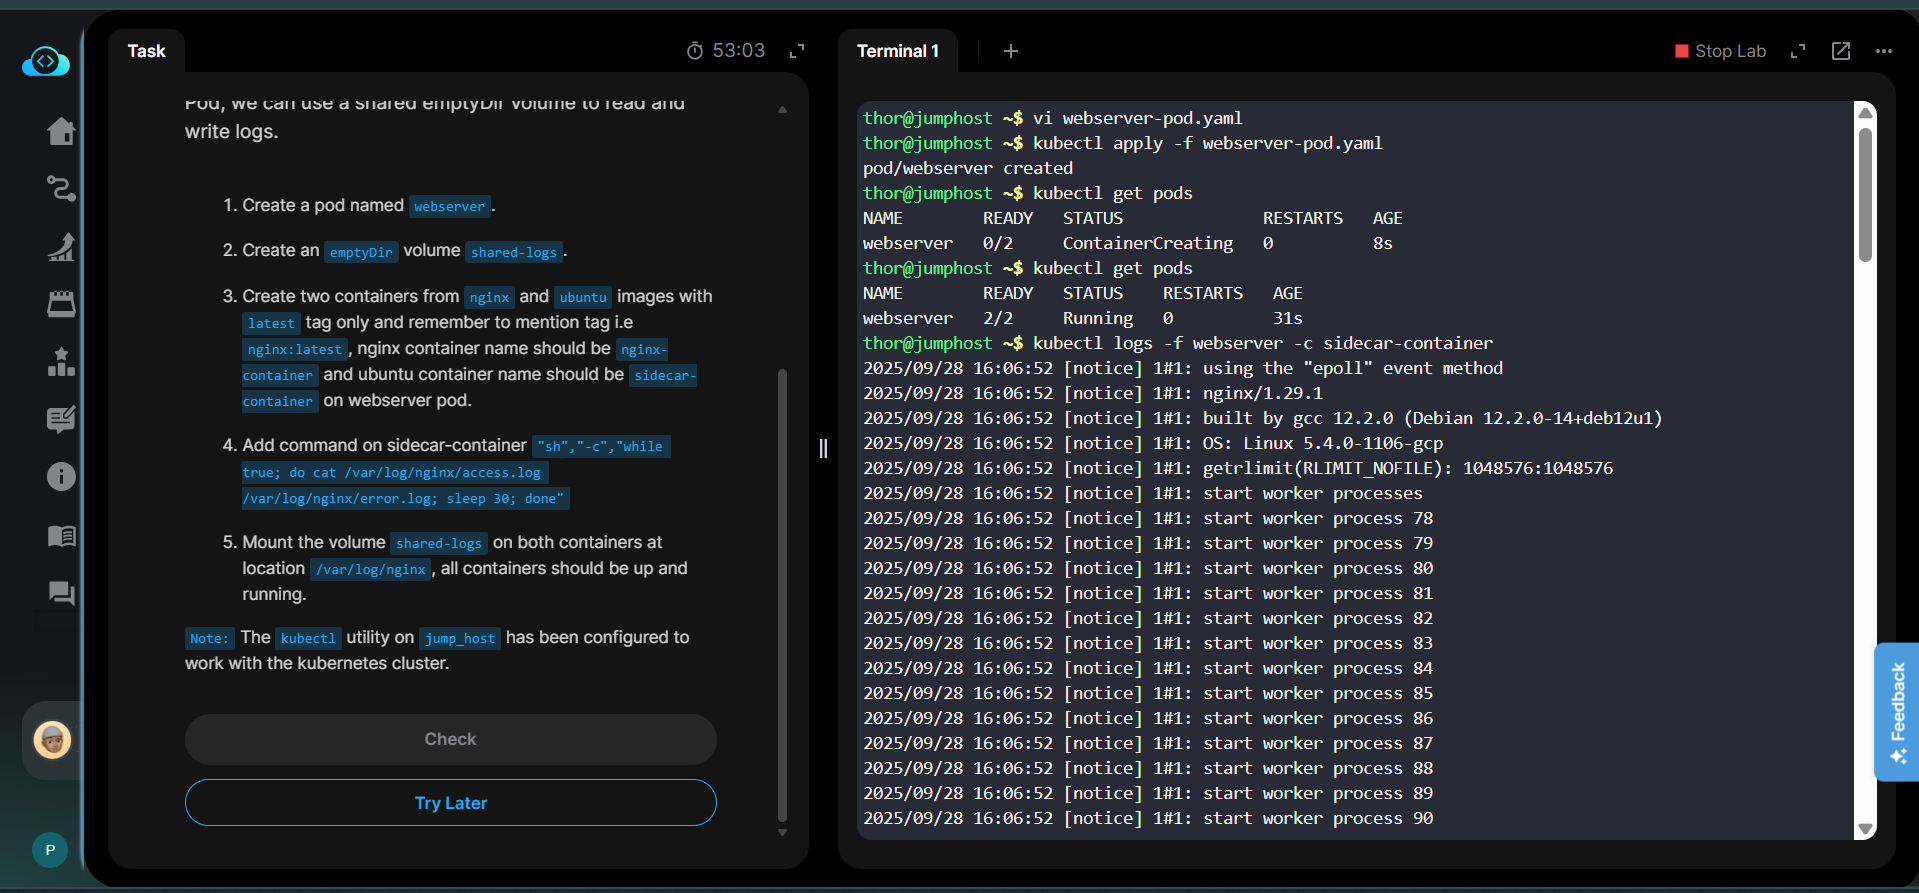 Task
53:03
Pod, we can use a shared emptyDir volume to read and
write logs.
1. Create a pod named webserver.
2. Create an emptyDir volume shared-logs.
3. Create two containers from nginx and ubuntu images with
latest tag only and remember to mention tag i.e
nginx:latest, nginx container name should be nginx-
container and ubuntu container name should be sidecar-
container on webserver pod.
4. Add command on sidecar-container "sh","-c","while
true; do cat /var/log/nginx/access.log
/var/log/nginx/error.log; sleep 30; done"
5. Mount the volume shared-logs on both containers at
location /var/log/nginx, all containers should be up and
running.
Note: The kubectl utility on jump_host has been configured to
work with the kubernetes cluster.
Check
Try Later
P
Terminal 1
+
Stop Lab
thor@jumphost ~$ vi webserver-pod.yaml
thor@jumphost ~$ kubectl apply -f webserver-pod.yaml
pod/webserver created
thor@jumphost ~$ kubectl get pods
NAME        READY   STATUS              RESTARTS   AGE
webserver   0/2     ContainerCreating   0          8s
thor@jumphost ~$ kubectl get pods
NAME        READY   STATUS    RESTARTS   AGE
webserver   2/2     Running   0          31s
thor@jumphost ~$ kubectl logs -f webserver -c sidecar-container
2025/09/28 16:06:52 [notice] 1#1: using the "epoll" event method
2025/09/28 16:06:52 [notice] 1#1: nginx/1.29.1
2025/09/28 16:06:52 [notice] 1#1: built by gcc 12.2.0 (Debian 12.2.0-14+deb12u1)
2025/09/28 16:06:52 [notice] 1#1: OS: Linux 5.4.0-1106-gcp
2025/09/28 16:06:52 [notice] 1#1: getrlimit(RLIMIT_NOFILE): 1048576:1048576
2025/09/28 16:06:52 [notice] 1#1: start worker processes
2025/09/28 16:06:52 [notice] 1#1: start worker process 78
2025/09/28 16:06:52 [notice] 1#1: start worker process 79
2025/09/28 16:06:52 [notice] 1#1: start worker process 80
2025/09/28 16:06:52 [notice] 1#1: start worker process 81
2025/09/28 16:06:52 [notice] 1#1: start worker process 82
2025/09/28 16:06:52 [notice] 1#1: start worker process 83
2025/09/28 16:06:52 [notice] 1#1: start worker process 84
2025/09/28 16:06:52 [notice] 1#1: start worker process 85
2025/09/28 16:06:52 [notice] 1#1: start worker process 86
2025/09/28 16:06:52 [notice] 1#1: start worker process 87
2025/09/28 16:06:52 [notice] 1#1: start worker process 88
2025/09/28 16:06:52 [notice] 1#1: start worker process 89
2025/09/28 16:06:52 [notice] 1#1: start worker process 90
Feedback